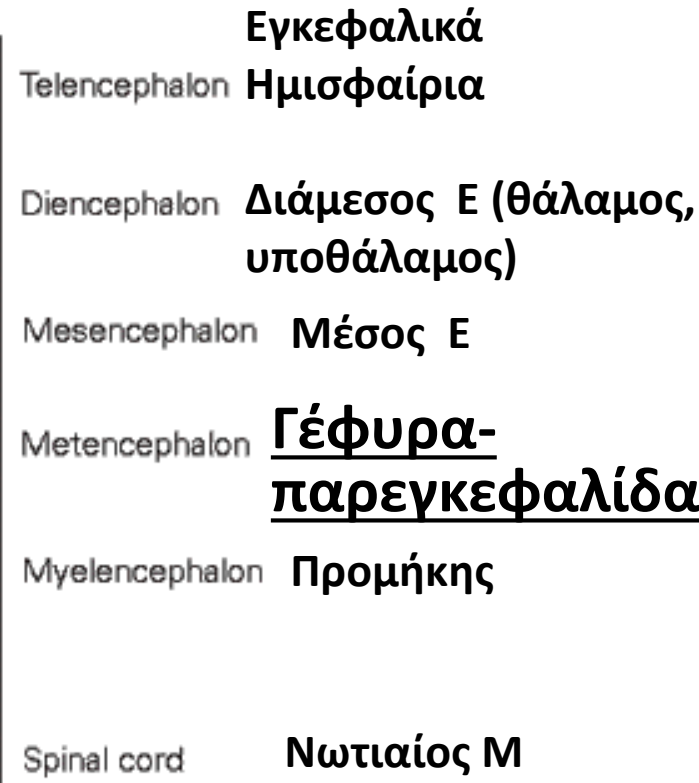 Εγκεφαλικά
Telencephalon Ημισφαίρια
Diencephalon Διάμεσος Ε (θάλαμος,
υποθάλαμος)
Mesencephalon Μέσος Ε
Γέφυρα-
Metencephalon
παρεγκεφαλίδα
Myelencephalon Προμήκης
Spinal cord Νωτιαίος Μ